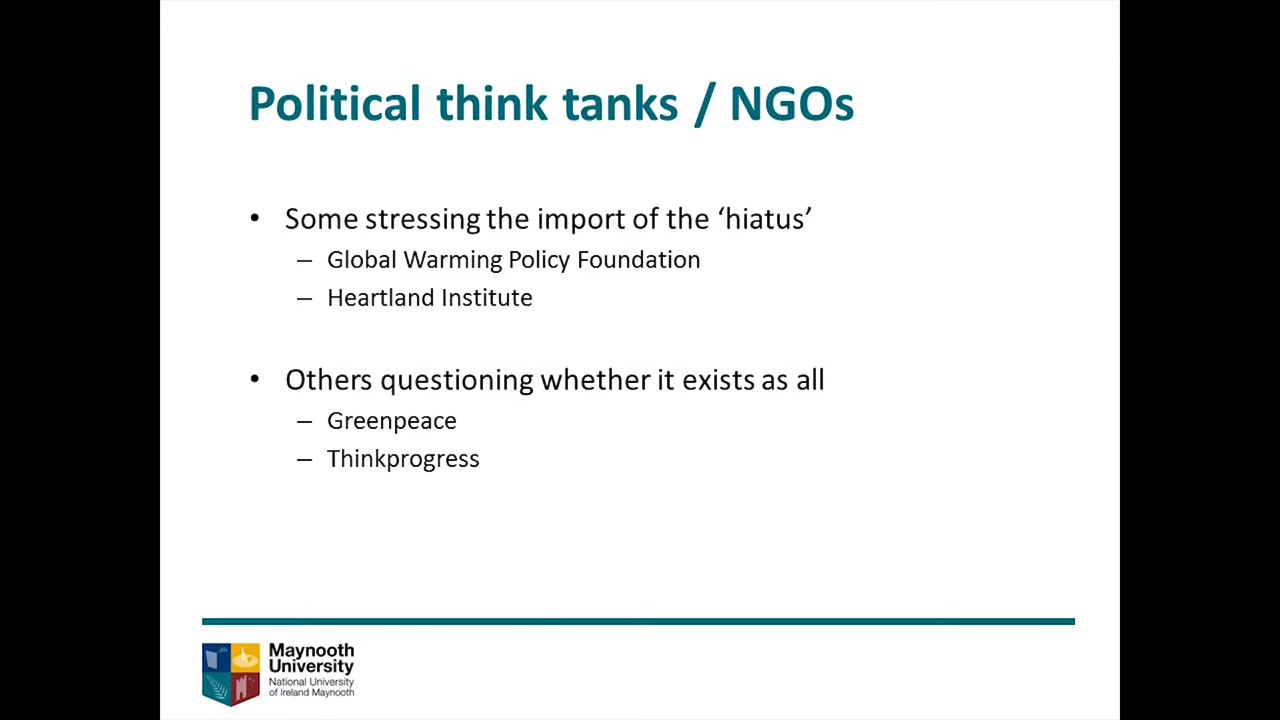 Political think tanks / NGOs
• Some stressing the import of the ‘hiatus’
– Global Warming Policy Foundation
– Heartland Institute
• Others questioning whether it exists as all
– Greenpeace
– Thinkprogress
Maynooth
University
National University
of Ireland Maynooth